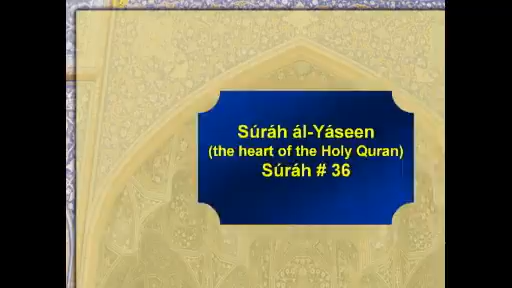 Súráh ál-Yáseen
(the heart of the Holy Quran)
Súráh # 36